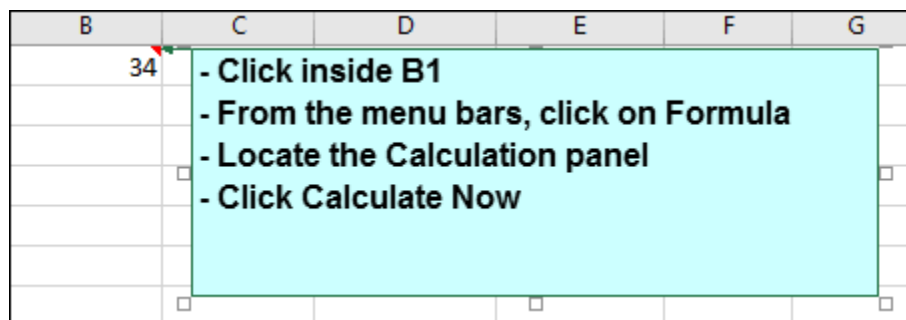 B C D E F G
34
- Click inside B1
- From the menu bars, click on Formula
- Locate the Calculation panel
- Click Calculate Now